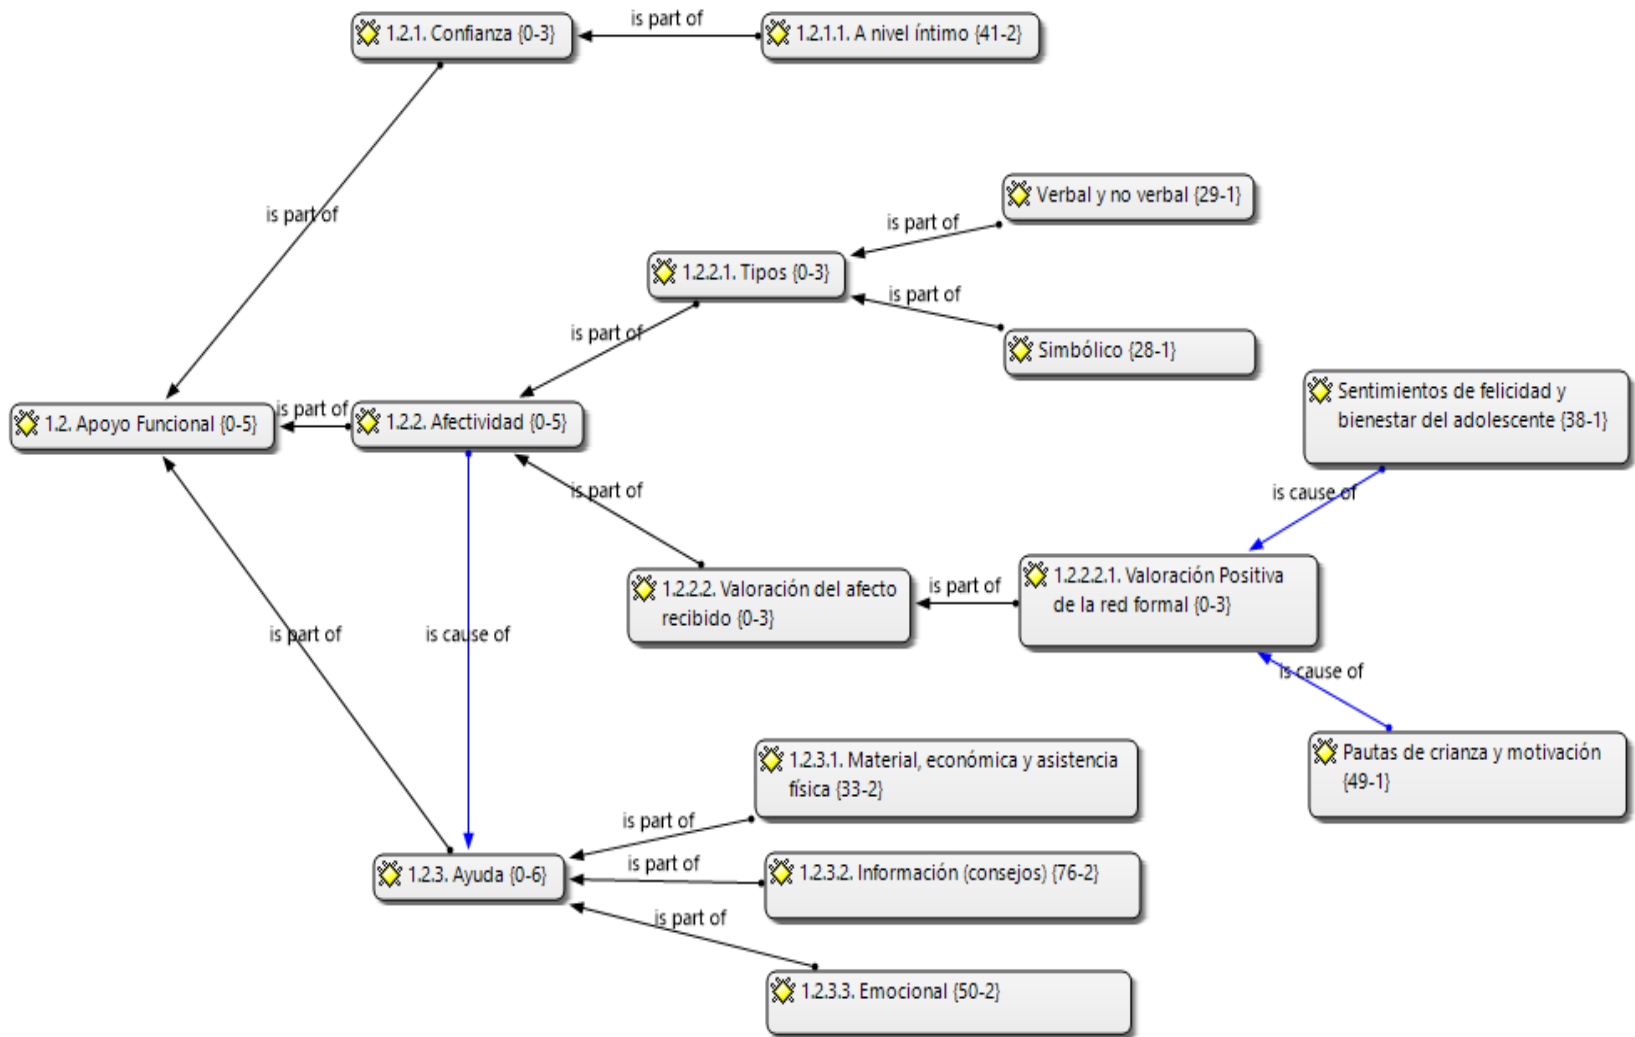 is part of
1.2.1. Confianza {0-3}
1.2.1.1. A nivel íntimo {41-2}
is part of
Verbal y no verbal {29-1}
is part of
1.2.2.1. Tipos {0-3}
is part of
Simbólico {28-1}
is part of
Sentimientos de felicidad y
bienestar del adolescente {38-1}
is part of
1.2. Apoyo Funcional {0-5}
1.2.2. Afectividad {0-5}
is part of
is cause of
1.2.2.2. Valoración del afecto
recibido {0-3}
is part of
1.2.2.2.1. Valoración Positiva
de la red formal {0-3}
is part of
is cause of
is cause of
Pautas de crianza y motivación
{49-1}
1.2.3.1. Material, económica y asistencia
física {33-2}
is part of
1.2.3. Ayuda {0-6}
is part of
1.2.3.2. Información (consejos) {76-2}
is part of
1.2.3.3. Emocional {50-2}